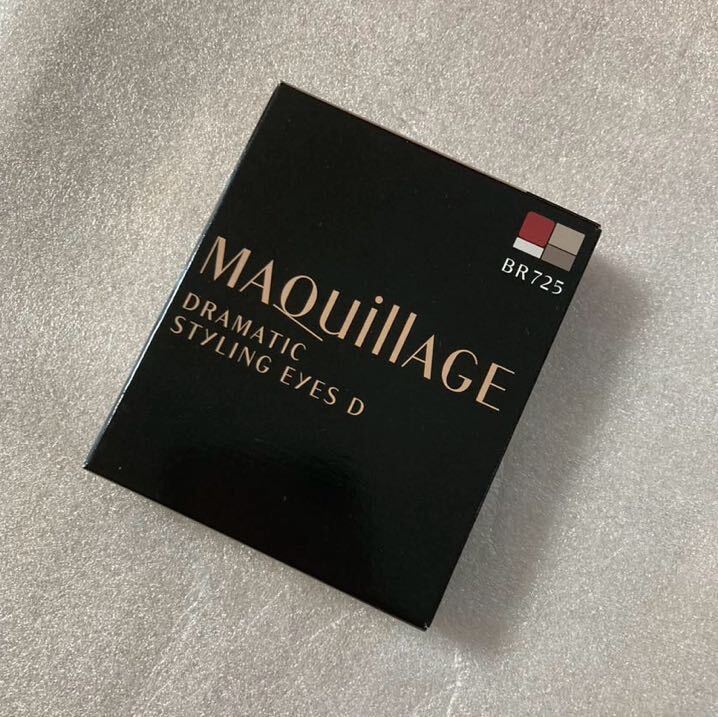 BR725
MAQuillAGE
DRAMATIC
STYLING EYES D